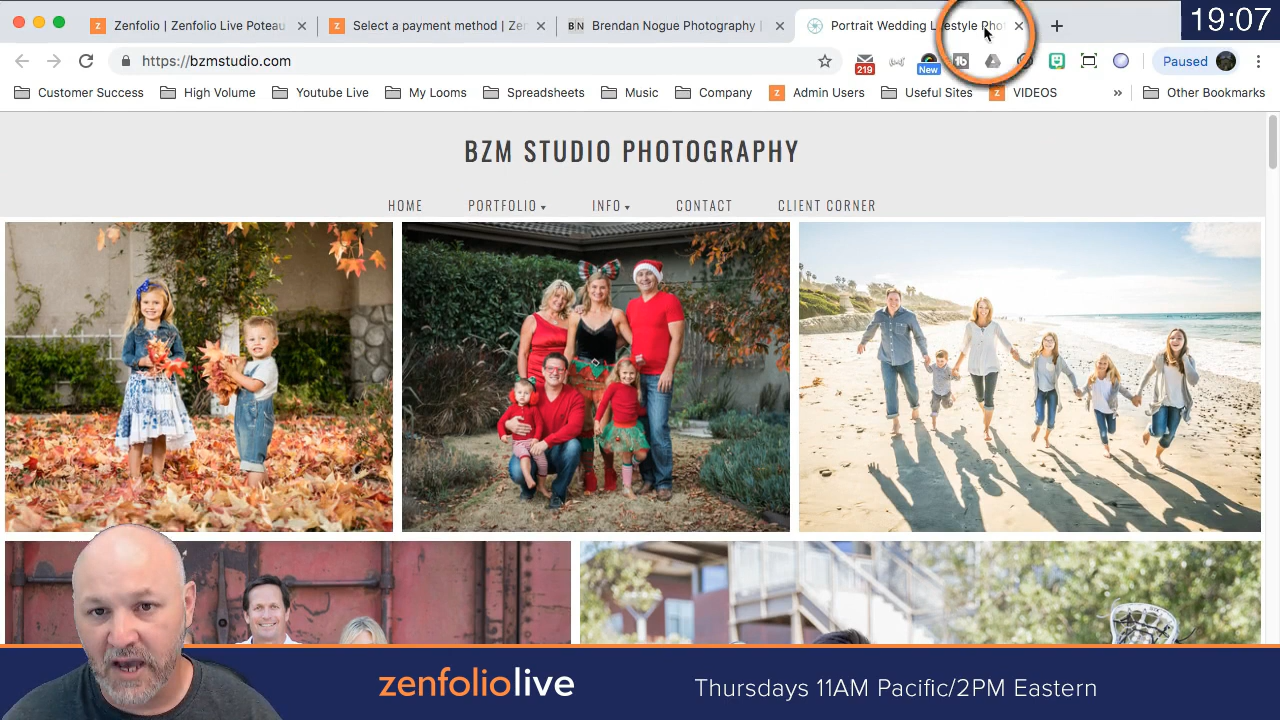 19:07
Zenfolio | Zenfolio Live Poteau
Select a payment method | Zen
Brendan Nogue Photography |
Portrait Wedding Lifestyle Phot
https://bzmstudio.com
219
New
Paused
Customer Success
High Volume
Youtube Live
My Looms
Spreadsheets
Music
Company
Admin Users
Useful Sites
VIDEOS
»
Other Bookmarks
BZM STUDIO PHOTOGRAPHY
HOME
PORTFOLIO
INFO
CONTACT
CLIENT CORNER
zenfoliolive
Thursdays 11AM Pacific/2PM Eastern